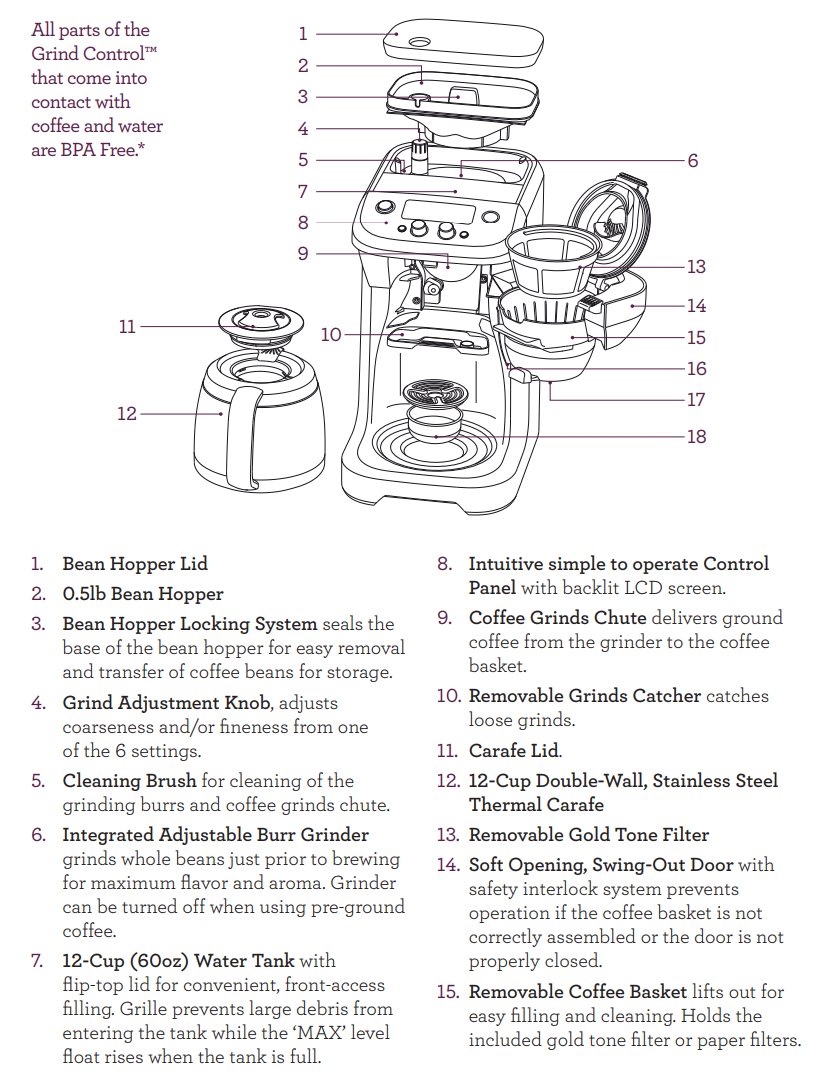 All parts of the
Grind Control™
that come into
contact with
coffee and water
are BPA Free.*
1
2
3
4
5
6
7
8
9
13
14
11
10
15
16
12
17
18
1. Bean Hopper Lid
2. 0.5lb Bean Hopper
3. Bean Hopper Locking System seals the
base of the bean hopper for easy removal
and transfer of coffee beans for storage.
4. Grind Adjustment Knob, adjusts
coarseness and/or fineness from one
of the 6 settings.
5. Cleaning Brush for cleaning of the
grinding burrs and coffee grinds chute.
6. Integrated Adjustable Burr Grinder
grinds whole beans just prior to brewing
for maximum flavor and aroma. Grinder
can be turned off when using pre-ground
coffee.
7. 12-Cup (60oz) Water Tank with
flip-top lid for convenient, front-access
filling. Grille prevents large debris from
entering the tank while the ‘MAX’ level
float rises when the tank is full.
8. Intuitive simple to operate Control
Panel with backlit LCD screen.
9. Coffee Grinds Chute delivers ground
coffee from the grinder to the coffee
basket.
10. Removable Grinds Catcher catches
loose grinds.
11. Carafe Lid.
12. 12-Cup Double-Wall, Stainless Steel
Thermal Carafe
13. Removable Gold Tone Filter
14. Soft Opening, Swing-Out Door with
safety interlock system prevents
operation if the coffee basket is not
correctly assembled or the door is not
properly closed.
15. Removable Coffee Basket lifts out for
easy filling and cleaning. Holds the
included gold tone filter or paper filters.